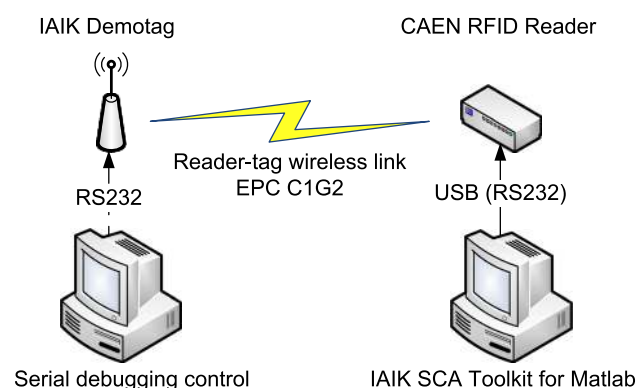 IAIK Demotag
CAEN RFID Reader
Reader-tag wireless link
EPC C1G2
RS232
USB (RS232)
Serial debugging control
IAIK SCA Toolkit for Matlab